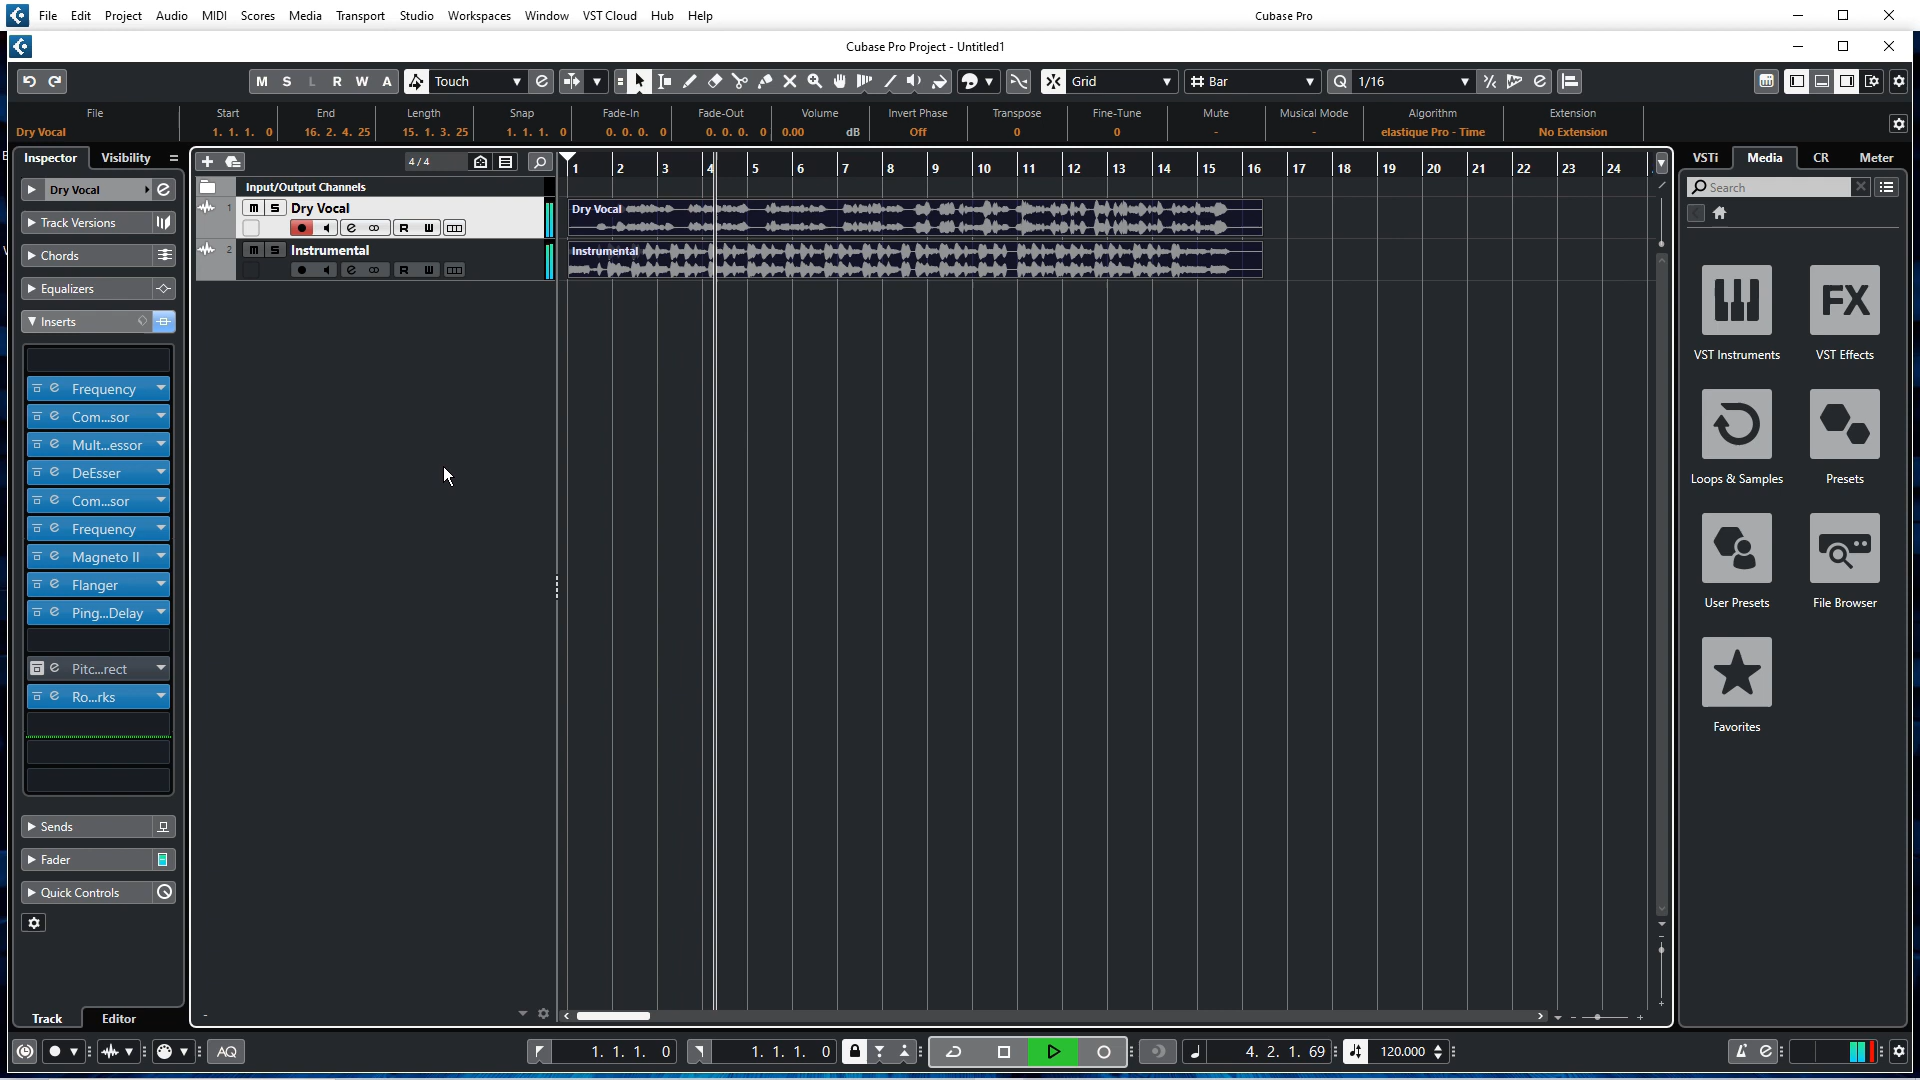 File Edit Project Audio MIDI Scores Media Transport Studio Workspaces Window VST Cloud Hub Help Cubase Pro
Cubase Pro Project - Untitled1
M S L R W A Touch Grid Bar Q 1/16
File Start End Length Snap Fade-In Fade-Out Volume Invert Phase Transpose Fine-Tune Mute Musical Mode Algorithm Extension
Dry Vocal 1. 1. 1. 0 16. 2. 4. 25 15. 1. 3. 25 1. 1. 1. 0 0. 0. 0. 0 0. 0. 0. 0 0.00 dB Off 0 0 - - elastique Pro - Time No Extension
Inspector Visibility 4/4 1 2 3 4 5 6 7 8 9 10 11 12 13 14 15 16 17 18 19 20 21 22 23 24 VSTi Media CR Meter
Input/Output Channels Search
Dry Vocal 1 m S Dry Vocal Dry Vocal
Track Versions R W
2 m S Instrumental Instrumental
Chords R W
Equalizers
Inserts
VST Instruments VST Effects
Frequency
Com...sor
Mult...essor
DeEsser
Loops & Samples Presets
Com...sor
Frequency
Magneto II
Flanger
User Presets File Browser
Ping...Delay
Pitc...rect
Ro...rks
Favorites
Sends
Fader
Quick Controls
Track Editor
AQ 1. 1. 1. 0 1. 1. 1. 0 4. 2. 1. 69 120.000